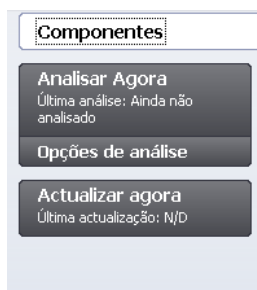 Componentes
Analisar Agora
Última análise: Ainda não
analisado
Opções de análise
Actualizar agora
Última actualização: N/D